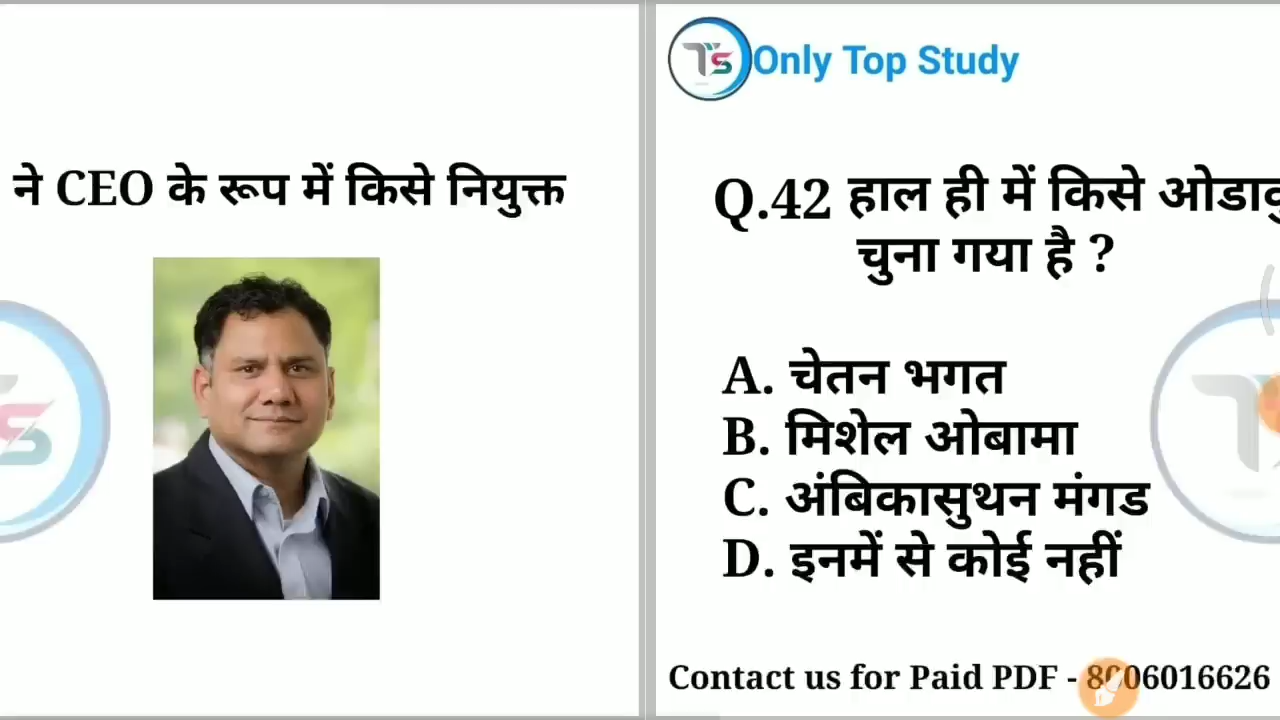 ने CEO के रूप में किसे नियुक्त
TS Only Top Study
Q.42 हाल ही में किसे
चुना गया है ?
A. चेतन भगत
B. मिशेल ओबामा
C. अंबिकासुथन मंगड
D. इनमें से कोई नहीं
Contact us for Paid PDF - 8006016626